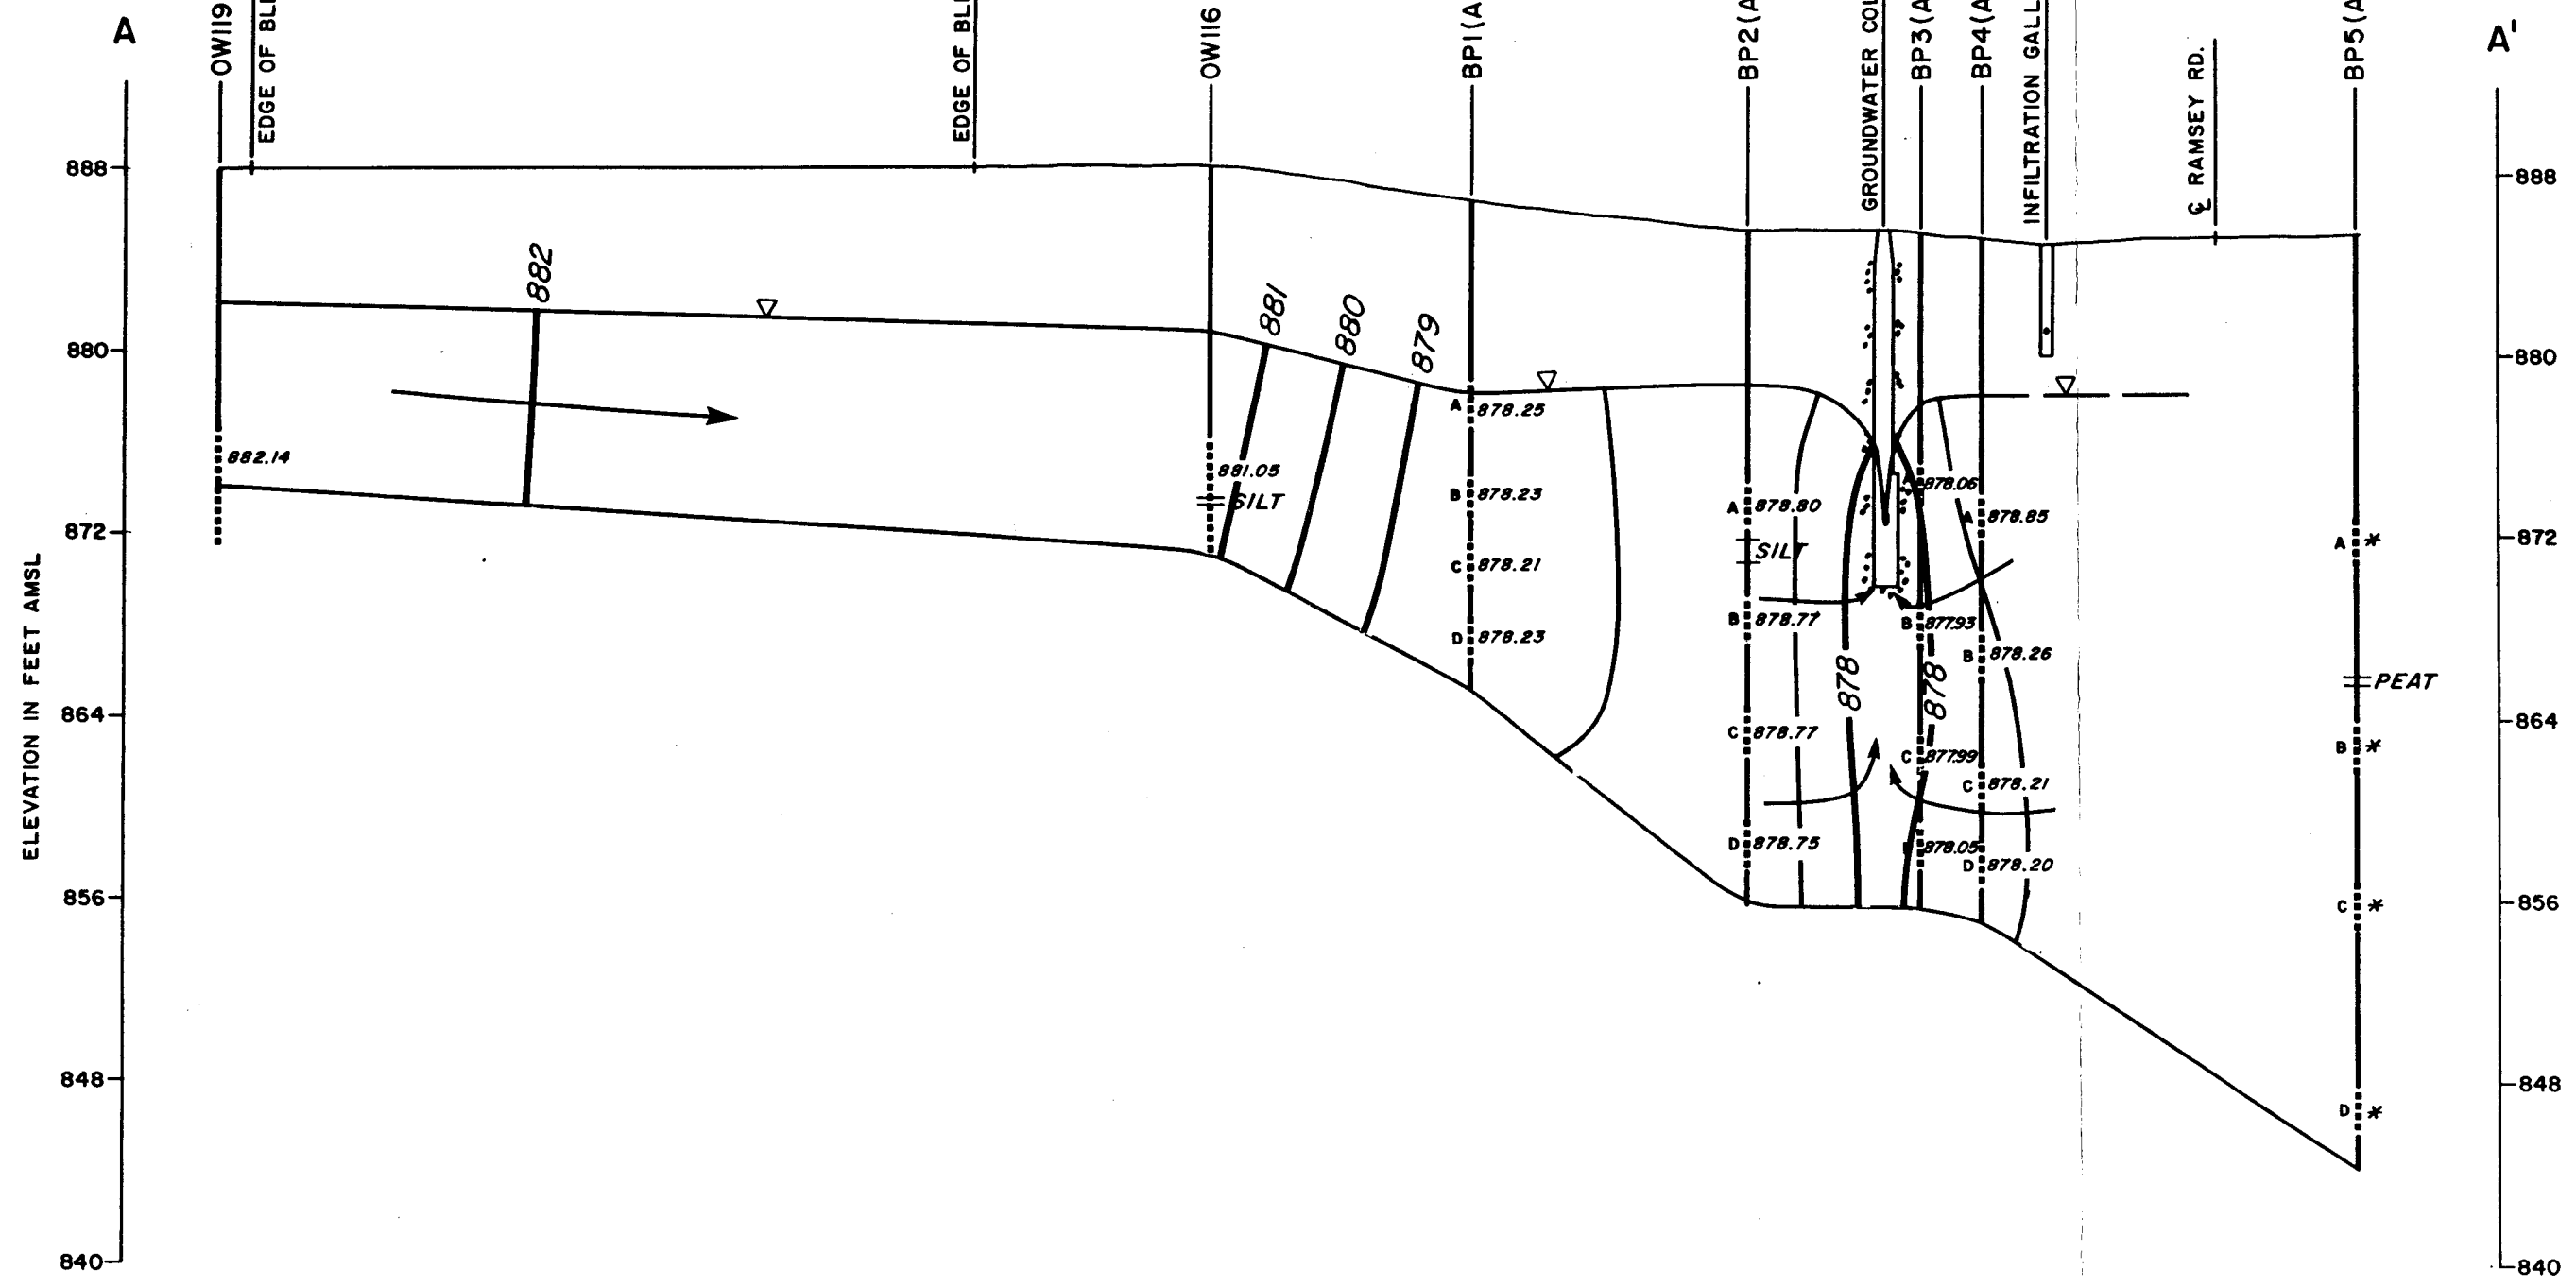 A
A'
OW119
EDGE OF BL
EDGE OF BL
OW116
BP1(A
BP2(A
GROUNDWATER COL
BP3(A
BP4(A
INFILTRATION GALL
℄ RAMSEY RD.
BP5(A
ELEVATION IN FEET AMSL
888
880
872
864
856
848
840
888
880
872
864
856
848
840
882
881
880
879
878
878
882.14
881.05
SILT
A 878.25
B 878.23
C 878.21
D 878.23
A 878.80
SILT
B 878.77
C 878.77
D 878.75
A 878.06
B 877.93
C 877.99
878.05
A 878.85
B 878.26
C 878.21
D 878.20
A *
PEAT
B *
C *
D *